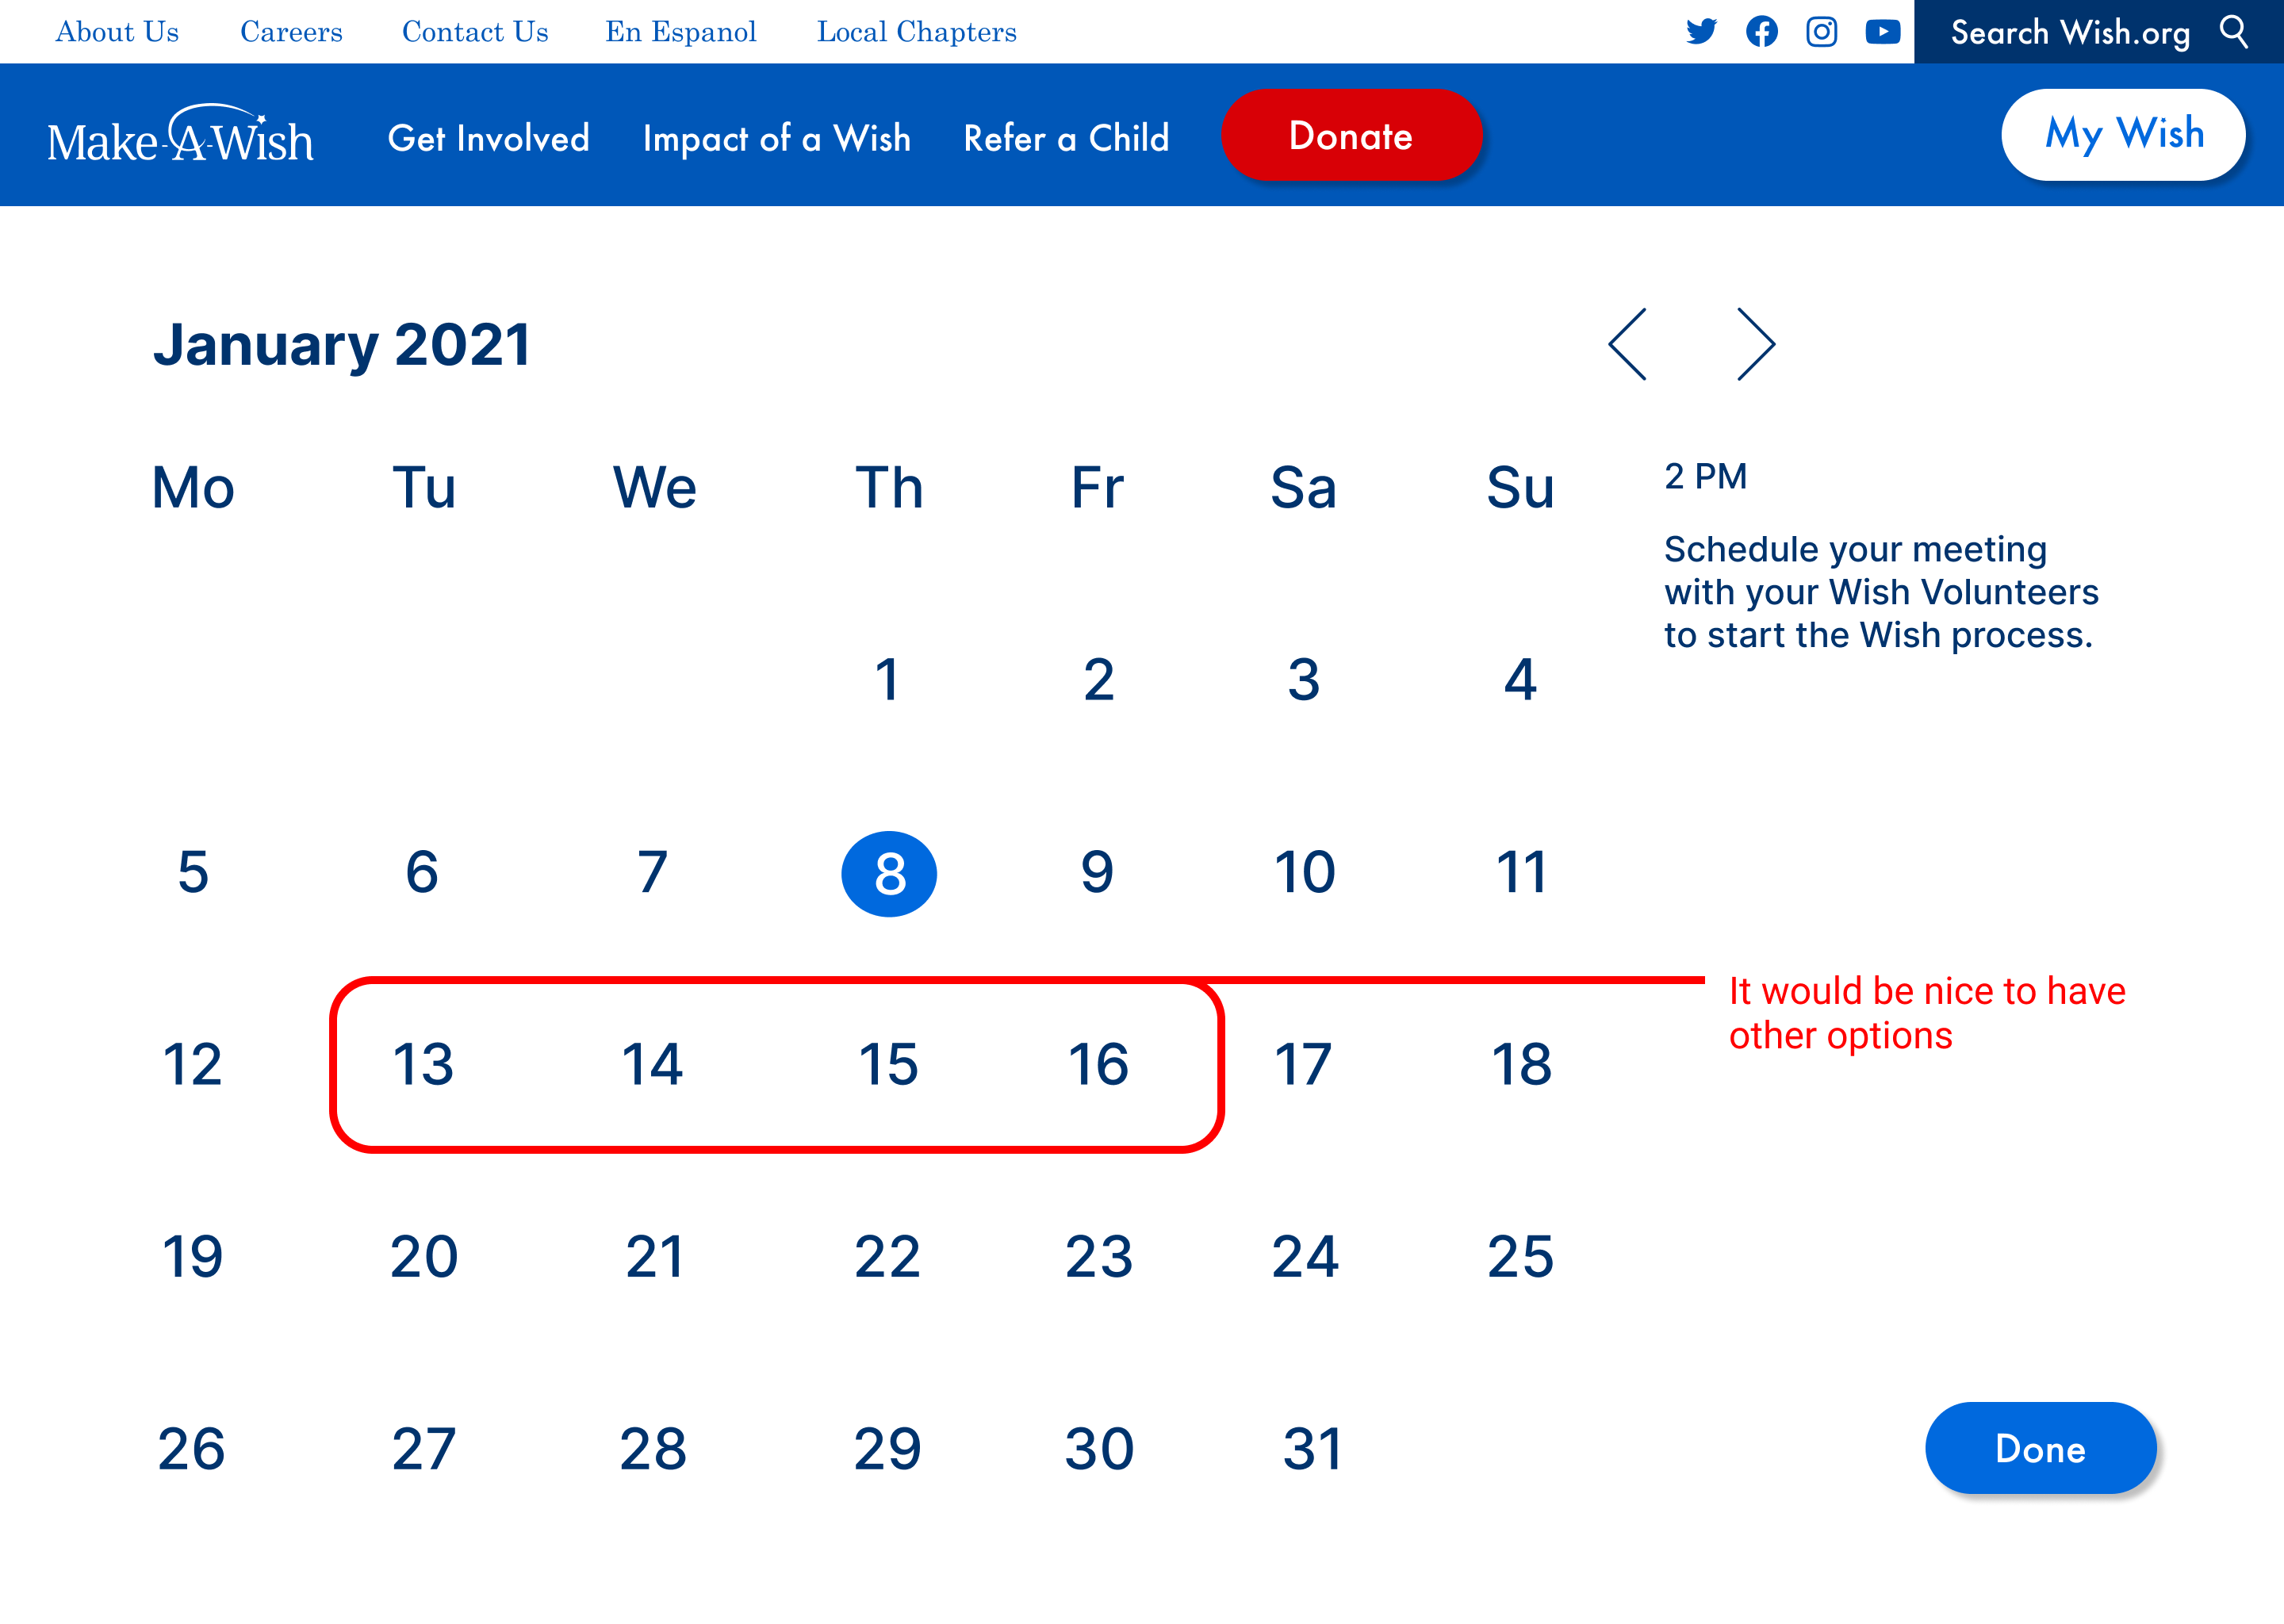 About Us Careers Contact Us En Espanol Local Chapters Search Wish.org
Make-A-Wish Get Involved Impact of a Wish Refer a Child Donate My Wish
January 2021
Mo Tu We Th Fr Sa Su
2 PM
Schedule your meeting
with your Wish Volunteers
to start the Wish process.
1 2 3 4
5 6 7 8 9 10 11
It would be nice to have
other options
12 13 14 15 16 17 18
19 20 21 22 23 24 25
26 27 28 29 30 31
Done